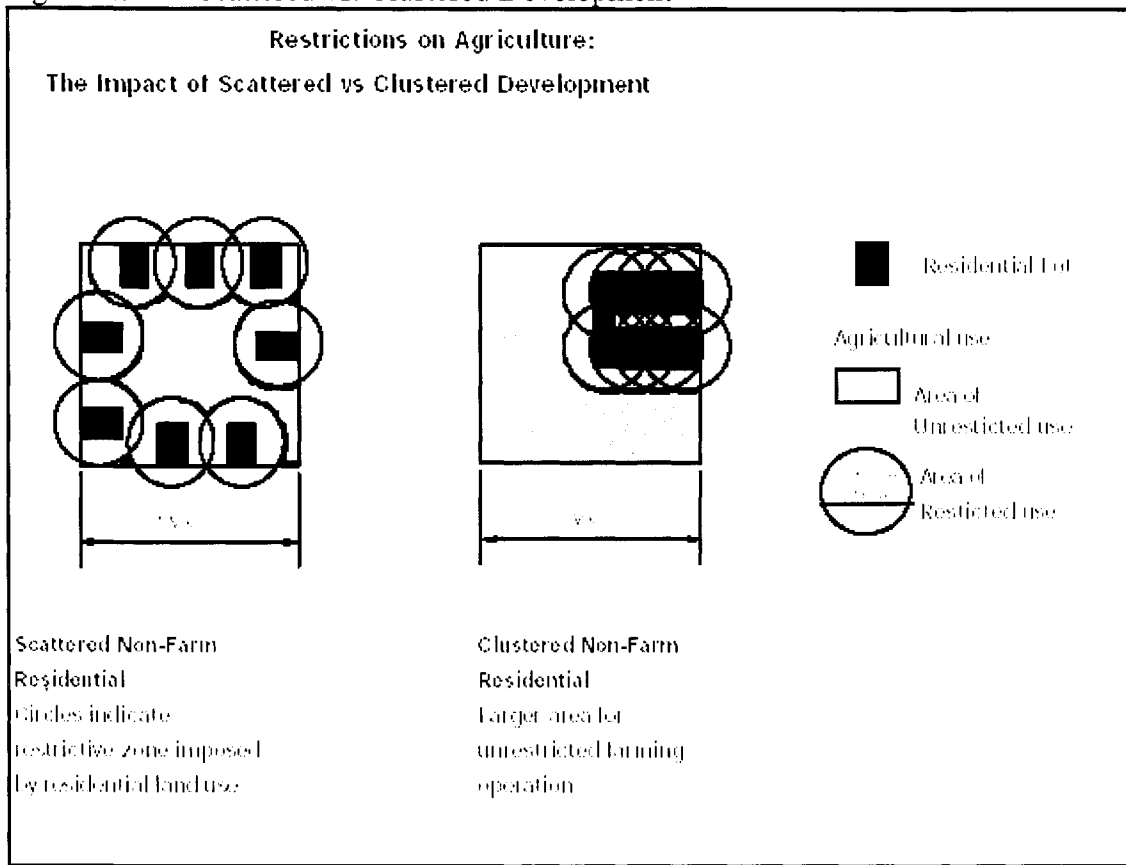 Restrictions on Agriculture:
The Impact of Scattered vs Clustered Development
Residential Lot
Agricultural use
Area of
Unresticted use
Area of
Resticted use
Scattered Non-Farm
Residential
Circles indicate
restrictive zone imposed
by residential land use
Clustered Non-Farm
Residential
Larger area for
unrestricted farming
operation